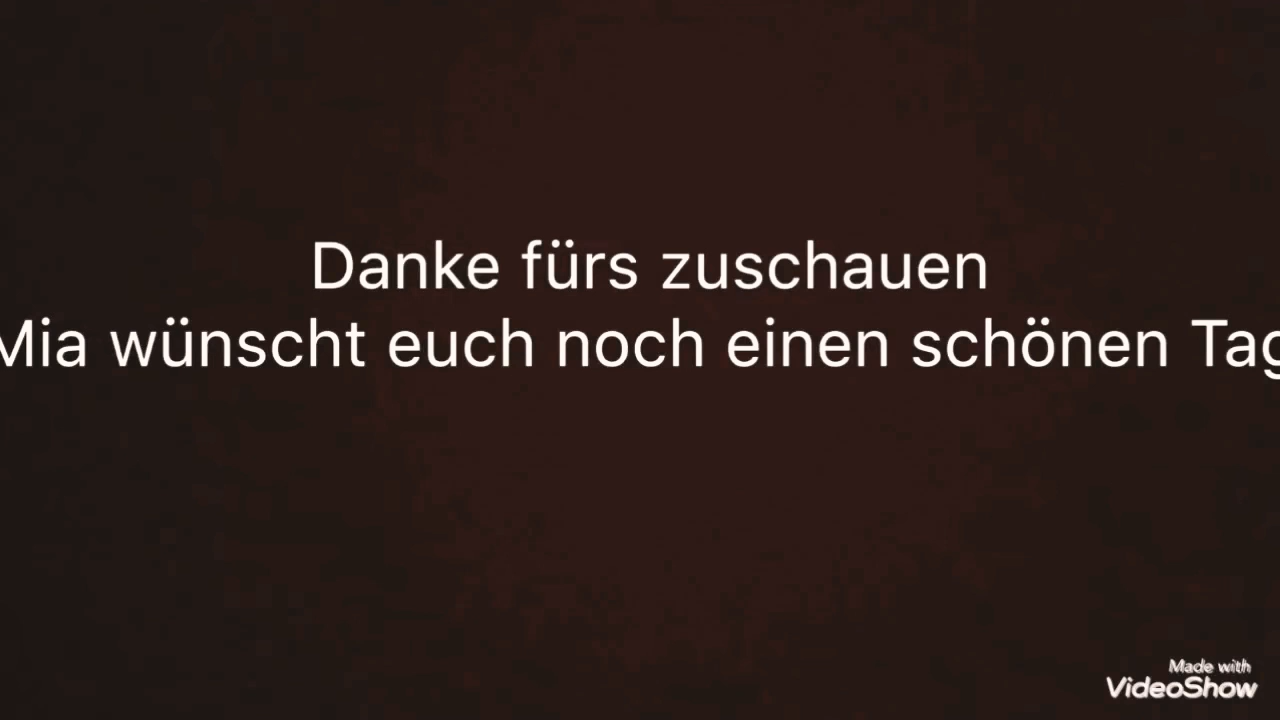 Danke fürs zuschauen
Mia wünscht euch noch einen schönen Tag
Made with
VideoShow